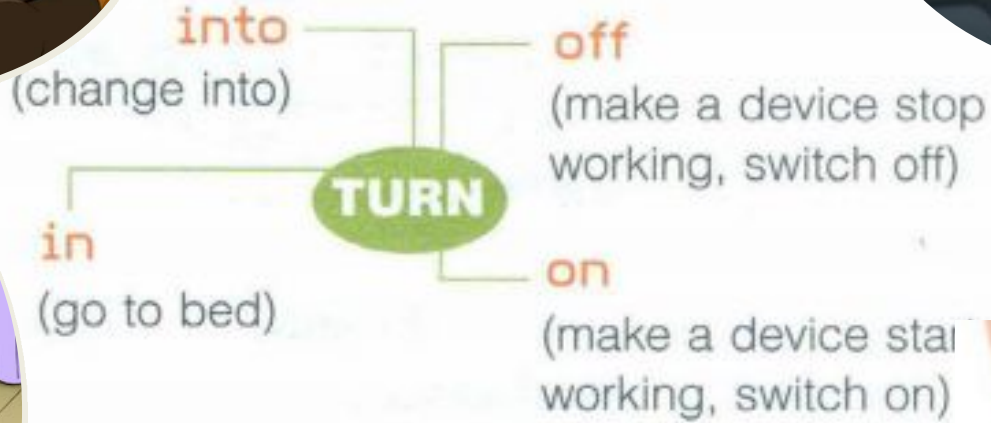 into
(change into)
off
(make a device stop
working, switch off)
TURN
in
(go to bed)
on
(make a device star
working, switch on)